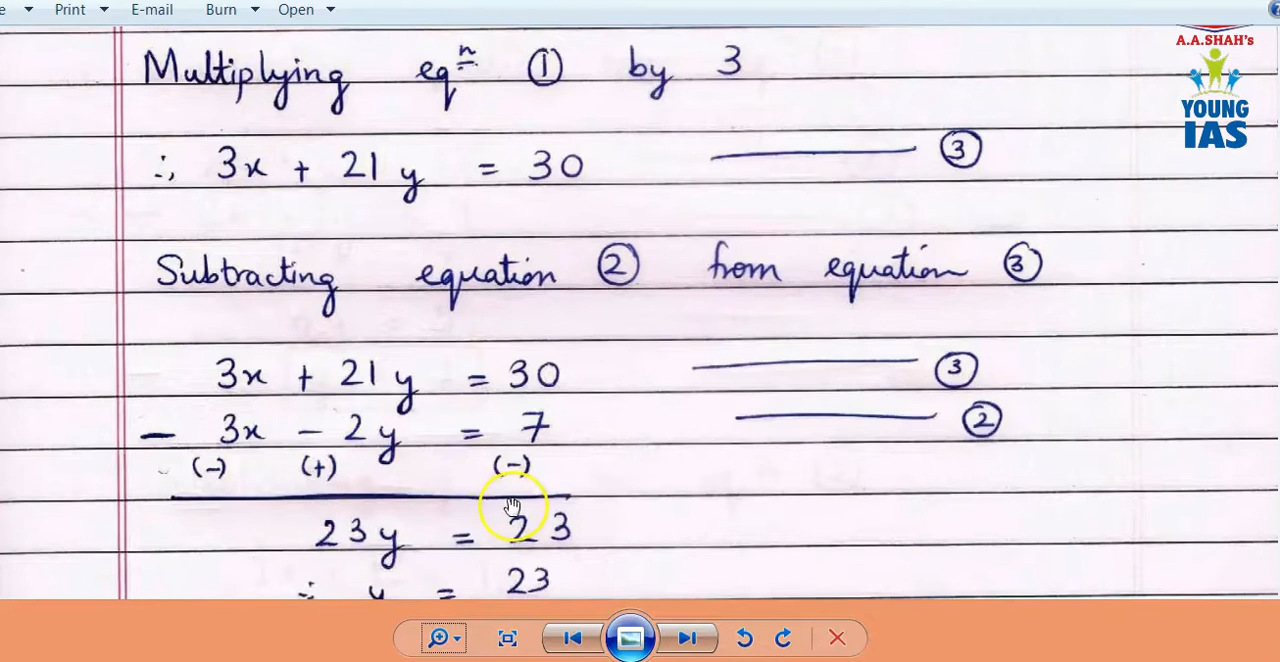 Print E-mail Burn Open
A.A.SHAH's
YOUNG
IAS
Multiplying eqⁿ ① by 3
∴ 3x + 21y = 30 ——— ③
Subtracting equation ② from equation ③
3x + 21y = 30 ——— ③
− 3x − 2y = 7 ——— ②
(−) (+) (−)
23y = 23
∴ y = 23